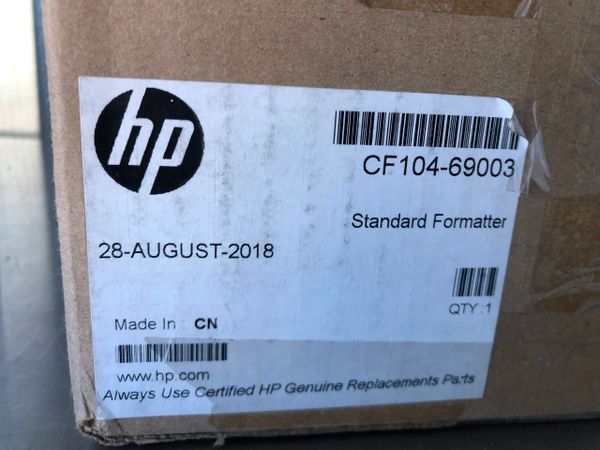 hp
CF104-69003
Standard Formatter
28-AUGUST-2018
QTY :1
Made In : CN
www.hp.com
Always Use Certified HP Genuine Replacements Parts